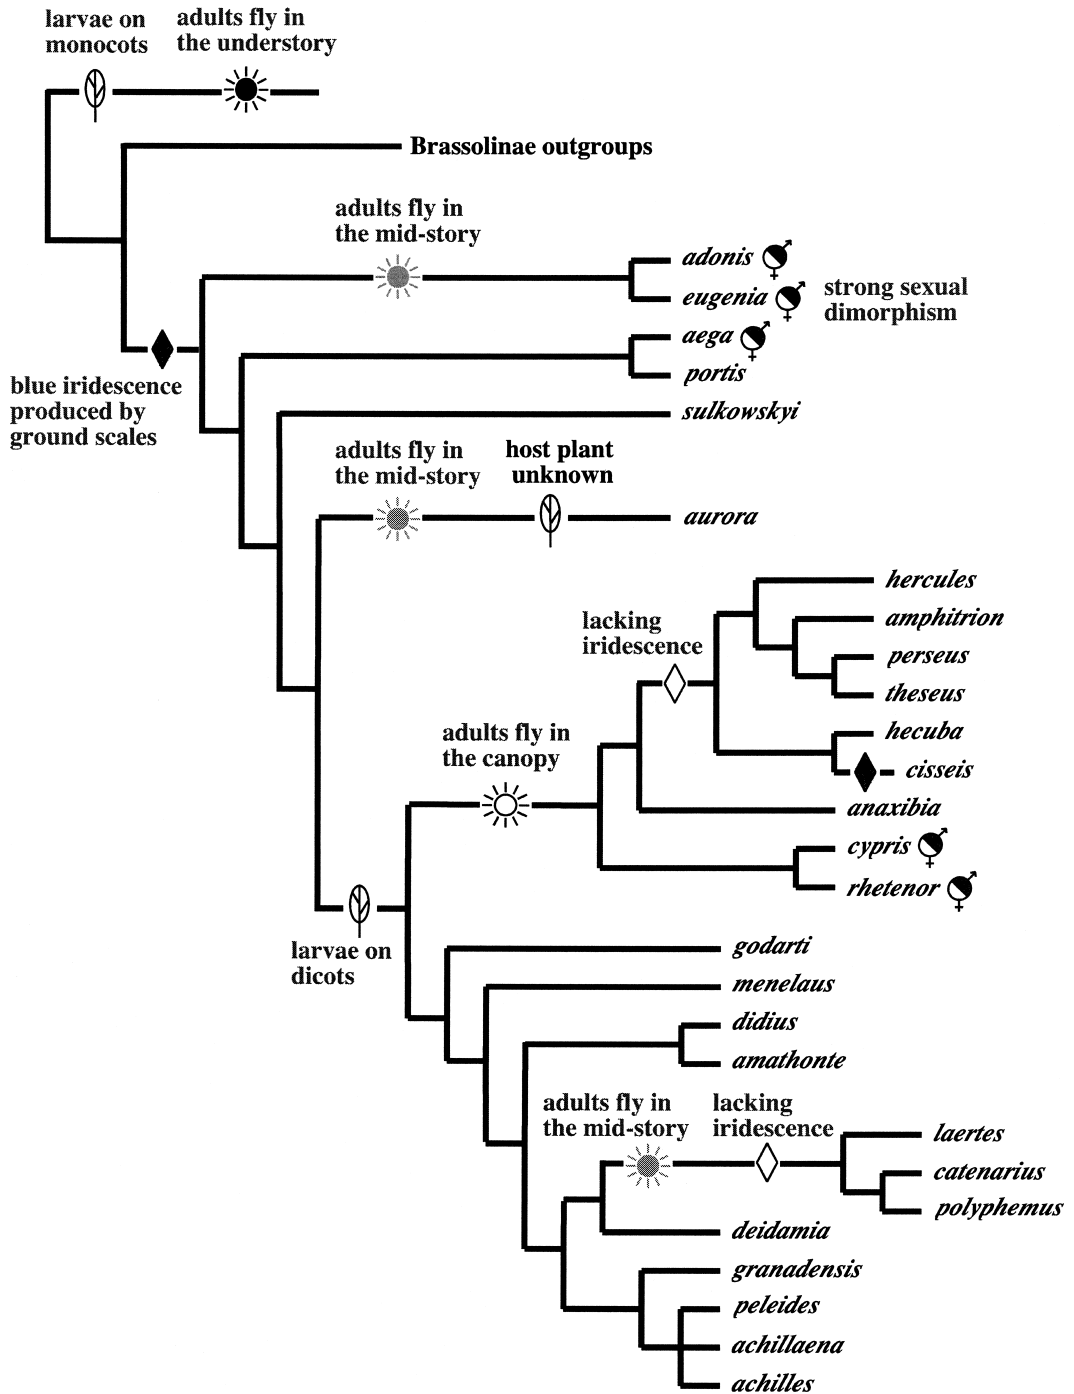 larvae on
monocots
adults fly in
the understory
Brassolinae outgroups
adults fly in
the mid-story
adonis
eugenia
strong sexual
dimorphism
aega
portis
blue iridescence
produced by
ground scales
sulkowskyi
adults fly in
the mid-story
host plant
unknown
aurora
hercules
amphitrion
lacking
iridescence
perseus
theseus
hecuba
adults fly in
the canopy
cisseis
anaxibia
cypris
rhetenor
larvae on
dicots
godarti
menelaus
didius
amathonte
adults fly in
the mid-story
lacking
iridescence
laertes
catenarius
polyphemus
deidamia
granadensis
peleides
achillaena
achilles